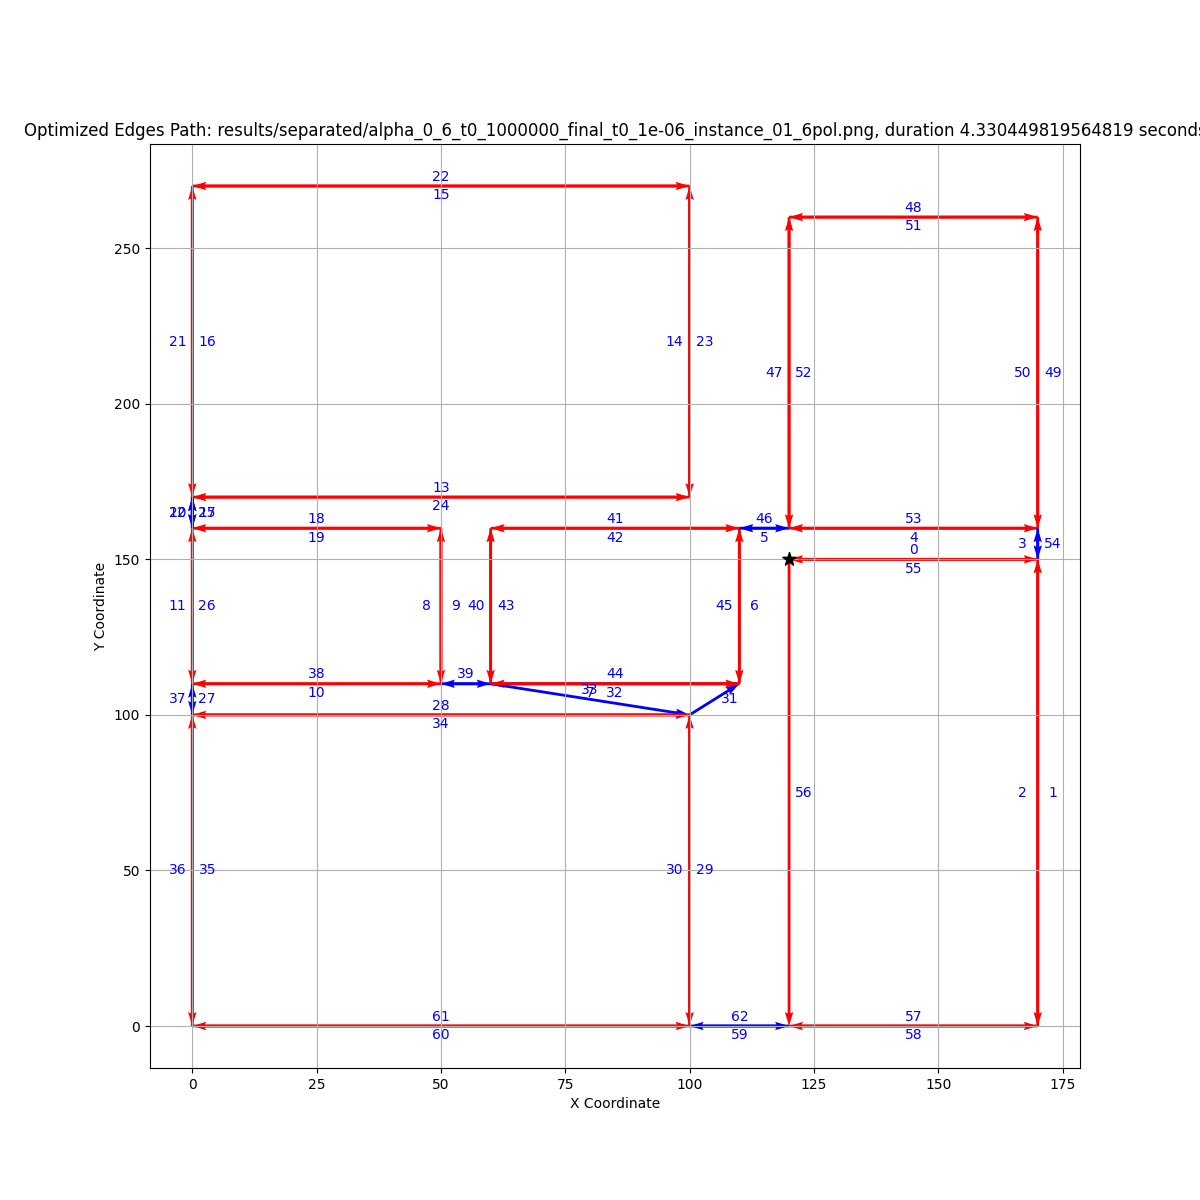 Optimized Edges Path: results/separated/alpha_0_6_t0_1000000_final_t0_1e-06_instance_01_6pol.png, duration 4.330449819564819 seconds
22
15
48
51
250
21 16 14 23
47 52 50 49
200
13
24
18 41 46 53
19 42 5 4
3 54
0
150
55
11 26 8 9 40 43 45 6
38 39 44
10 33 7 32
37 27 31
28
100
34
56 2 1
50
36 35 30 29
61 62 57
0
60 59 58
0 25 50 75 100 125 150 175
X Coordinate
Y Coordinate